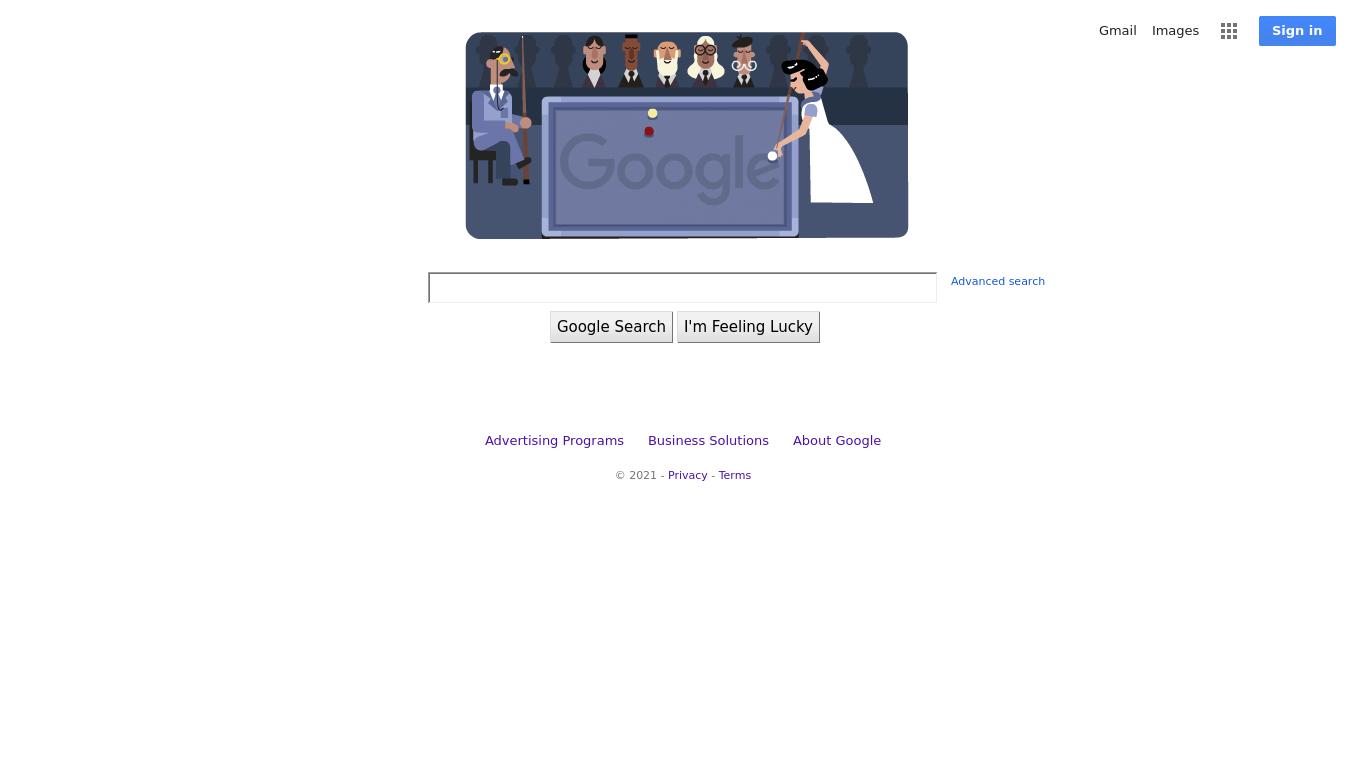 Gmail Images Sign in
Google
Advanced search
Google Search I'm Feeling Lucky
Advertising Programs Business Solutions About Google
© 2021 - Privacy - Terms